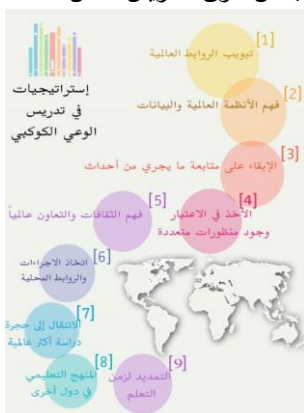 إستراتيجيات
في تدريس
الوعي الكوكبي
[1]
تبويب الروابط العالمية
[2]
فهم الأنظمة العالمية والبيانات
[3]
الإبقاء على متابعة ما يجري من أحداث
[4]
الأخذ في الاعتبار
وجود منظورات متعددة
[5]
فهم الثقافات والتعاون عالمياً
[6]
اتخاذ الاجراءات
والروابط المحلية
[7]
الانتقال إلى حجرة
دراسة أكثر عالمية
[8]
المنهج التعليمي
في دول أخرى
[9]
التمديد لزمن
التعلم